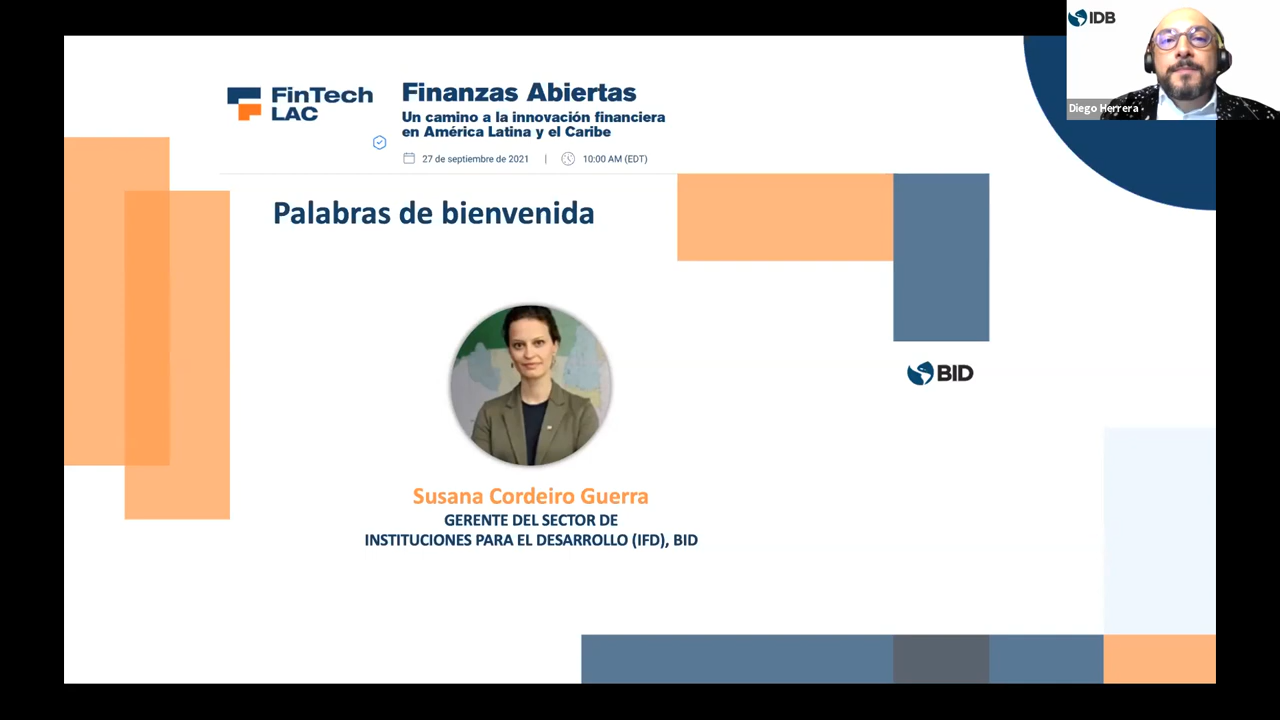 IDB
Diego Herrera
FinTech
LAC
Finanzas Abiertas
Un camino a la innovación financiera
en América Latina y el Caribe
27 de septiembre de 2021 | 10:00 AM (EDT)
Palabras de bienvenida
BID
Susana Cordeiro Guerra
GERENTE DEL SECTOR DE
INSTITUCIONES PARA EL DESARROLLO (IFD), BID